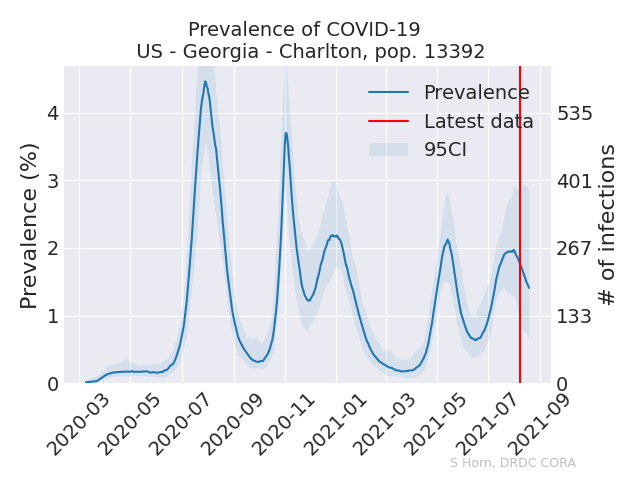 Prevalence of COVID-19
US - Georgia - Charlton, pop. 13392
Prevalence
Latest data
95CI
Prevalence (%)
4
3
2
1
0
# of infections
535
401
267
133
0
2020-03
2020-05
2020-07
2020-09
2020-11
2021-01
2021-03
2021-05
2021-07
2021-09
S Horn, DRDC CORA